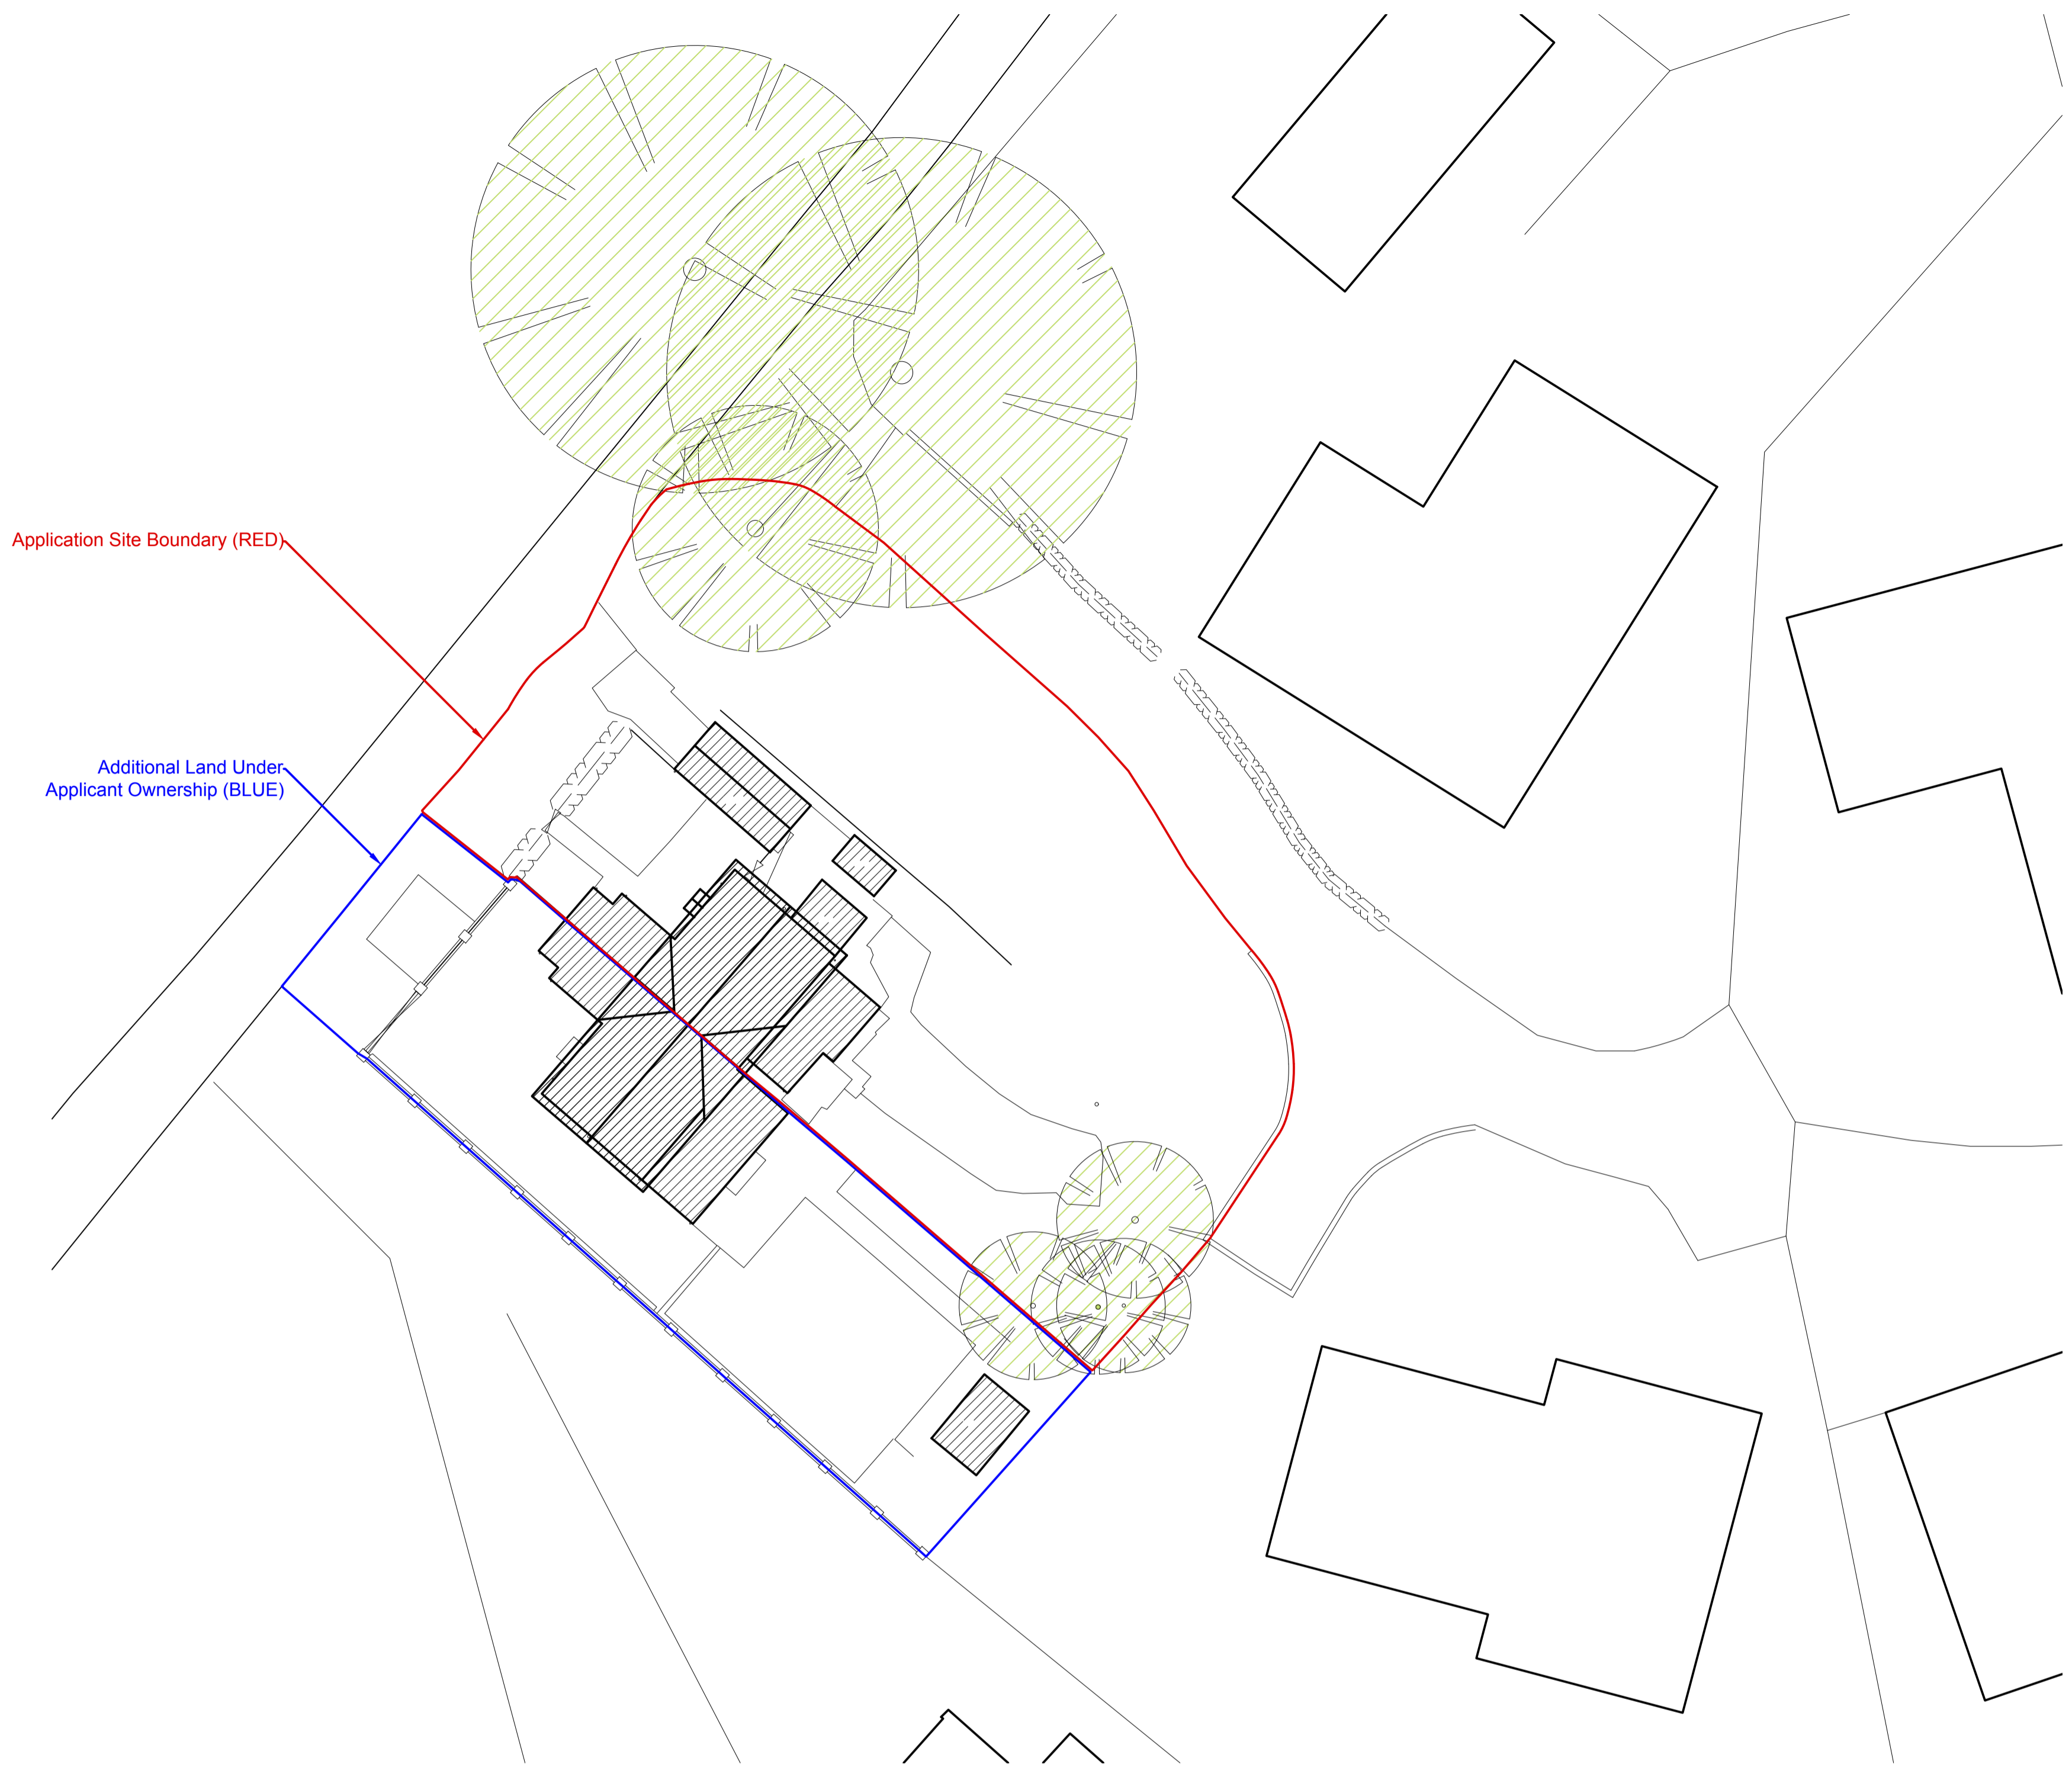 Application Site Boundary (RED)
Additional Land Under
Applicant Ownership (BLUE)